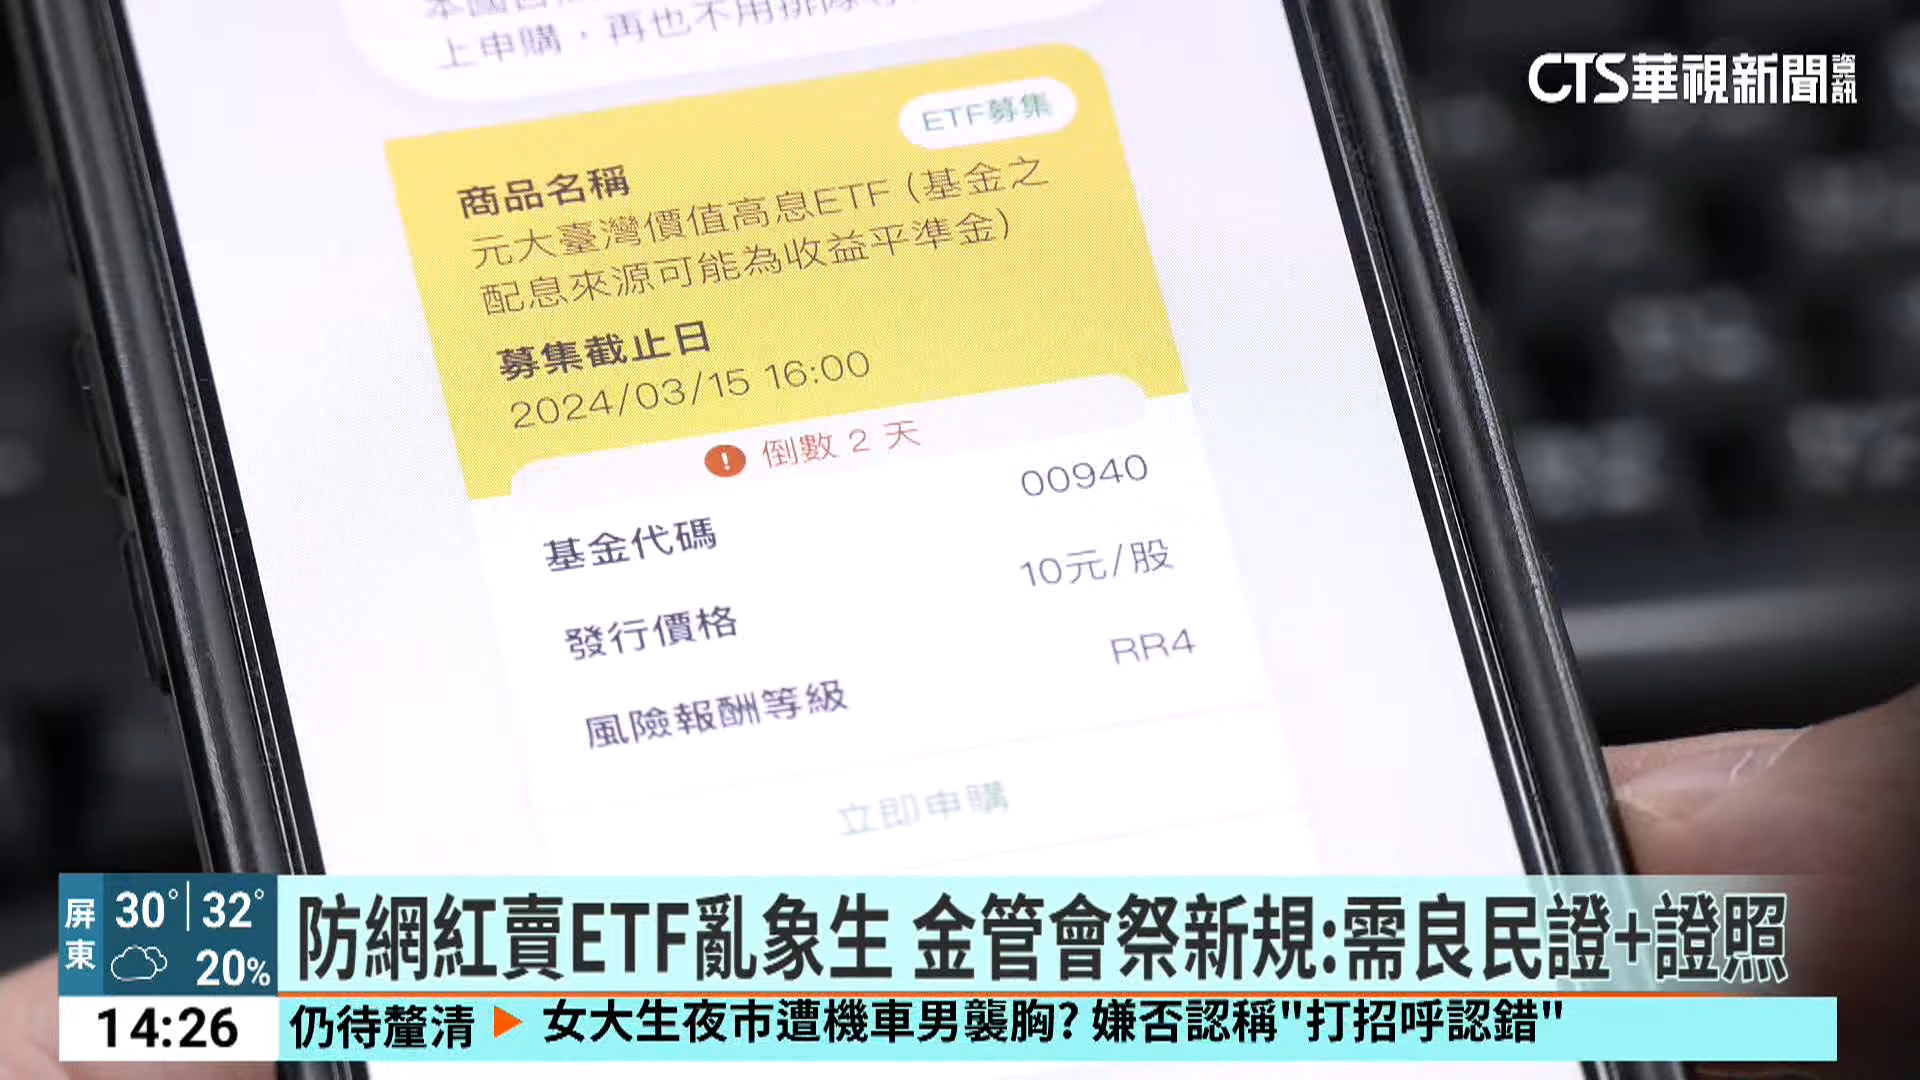 上申購，再也不用排隊
CTS華視新聞資訊
ETF募集
商品名稱
元大臺灣價值高息ETF (基金之
配息來源可能為收益平準金)
募集截止日
2024/03/15 16:00
! 倒數 2 天
基金代碼 00940
發行價格 10元/股
風險報酬等級 RR4
立即申購
屏東 30° 32° 20%
防網紅賣ETF亂象生 金管會祭新規:需良民證+證照
14:26
仍待釐清 ▶ 女大生夜市遭機車男襲胸? 嫌否認稱"打招呼認錯"